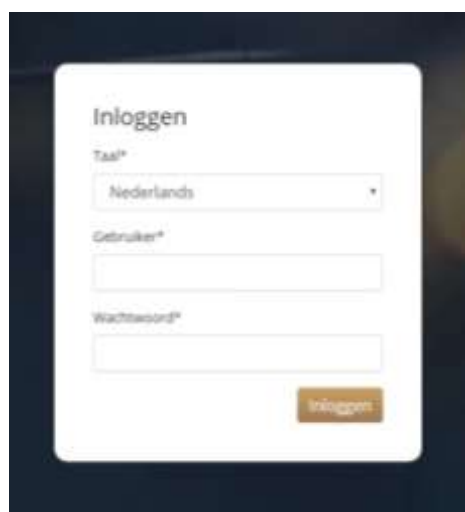 Inloggen
Taal*
Nederlands
Gebruiker*
Wachtwoord*
Inloggen